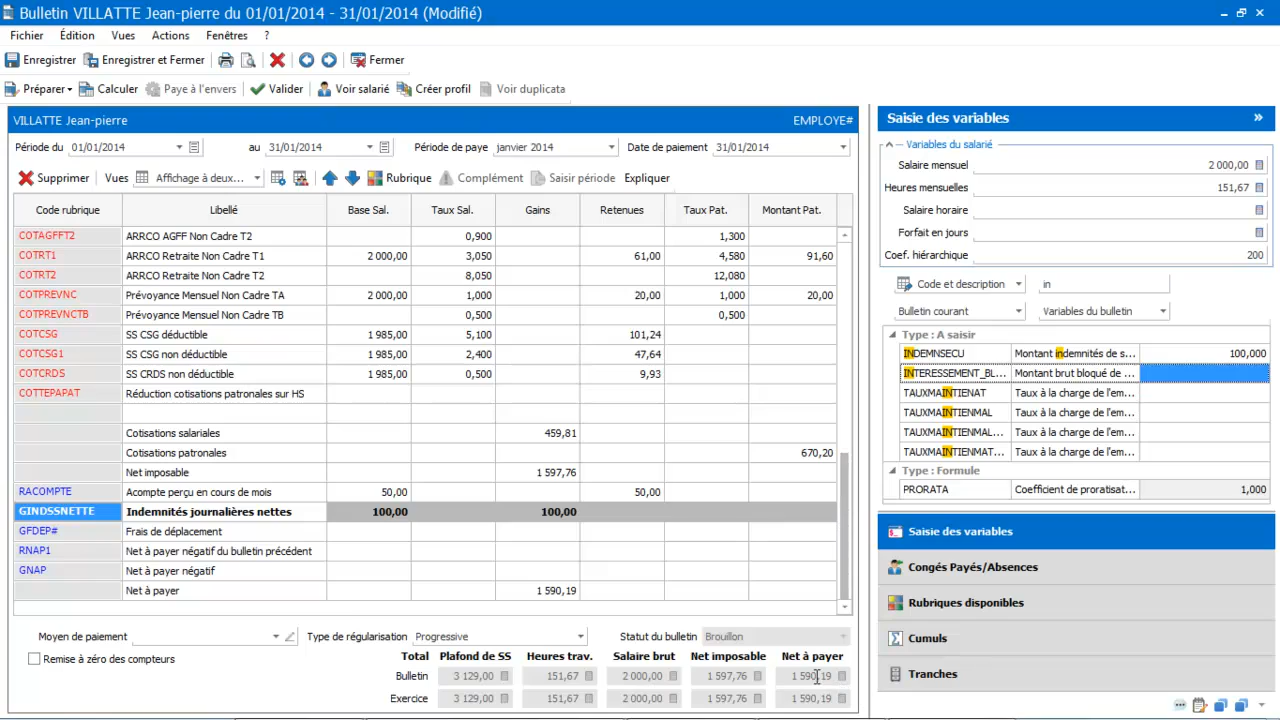 Bulletin VILLATTE Jean-pierre du 01/01/2014 - 31/01/2014 (Modifié)
Fichier Édition Vues Actions Fenêtres ?
Enregistrer Enregistrer et Fermer Fermer
Préparer Calculer Paye à l'envers Valider Voir salarié Créer profil Voir duplicata
VILLATTE Jean-pierre EMPLOYE#
Période du 01/01/2014 au 31/01/2014 Période de paye janvier 2014 Date de paiement 31/01/2014
Supprimer Vues Affichage à deux... Rubrique Complément Saisir période Expliquer
Code rubrique Libellé Base Sal. Taux Sal. Gains Retenues Taux Pat. Montant Pat.
COTAGFFT2 ARRCO AGFF Non Cadre T2 0,900 1,300
COTRT1 ARRCO Retraite Non Cadre T1 2 000,00 3,050 61,00 4,580 91,60
COTRT2 ARRCO Retraite Non Cadre T2 8,050 12,080
COTPREVNC Prévoyance Mensuel Non Cadre TA 2 000,00 1,000 20,00 1,000 20,00
COTPREVNCTB Prévoyance Mensuel Non Cadre TB 0,500 0,500
COTCSG SS CSG déductible 1 985,00 5,100 101,24
COTCSG1 SS CSG non déductible 1 985,00 2,400 47,64
COTCRDS SS CRDS non déductible 1 985,00 0,500 9,93
COTTEPAPAT Réduction cotisations patronales sur HS
Cotisations salariales 459,81
Cotisations patronales 670,20
Net imposable 1 597,76
RACOMPTE Acompte perçu en cours de mois 50,00 50,00
GINDSSNETTE Indemnités journalières nettes 100,00 100,00
GFDEP# Frais de déplacement
RNAP1 Net à payer négatif du bulletin précédent
GNAP Net à payer négatif
Net à payer 1 590,19
Moyen de paiement Type de régularisation Progressive Statut du bulletin Brouillon
Remise à zéro des compteurs
Total Plafond de SS Heures trav. Salaire brut Net imposable Net à payer
Bulletin 3 129,00 151,67 2 000,00 1 597,76 1 590,19
Exercice 3 129,00 151,67 2 000,00 1 597,76 1 590,19
Saisie des variables »
Variables du salarié
Salaire mensuel 2 000,00
Heures mensuelles 151,67
Salaire horaire
Forfait en jours
Coef. hiérarchique 200
Code et description in
Bulletin courant Variables du bulletin
Type : A saisir
INDEMNSECU Montant indemnités de s... 100,000
INTERESSEMENT_BL... Montant brut bloqué de ...
TAUXMAINTIENAT Taux à la charge de l'em...
TAUXMAINTIENMAL Taux à la charge de l'em...
TAUXMAINTIENMAL... Taux à la charge de l'em...
TAUXMAINTIENMAT... Taux à la charge de l'em...
Type : Formule
PRORATA Coefficient de proratisat... 1,000
Saisie des variables
Congés Payés/Absences
Rubriques disponibles
Cumuls
Tranches